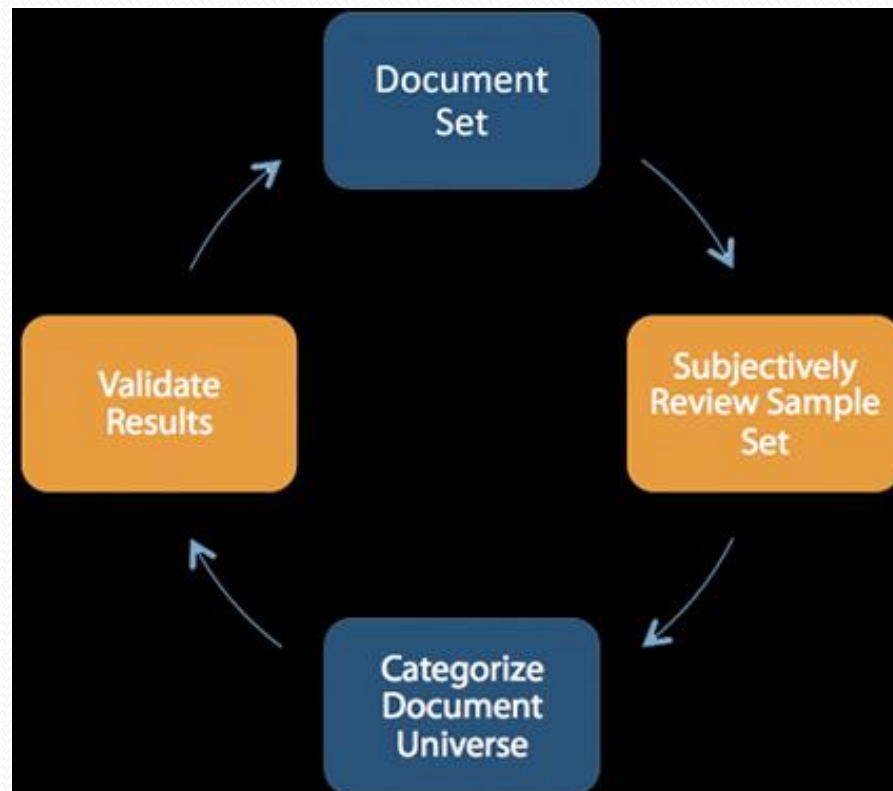 Document
Set
Subjectively
Review Sample
Set
Categorize
Document
Universe
Validate
Results